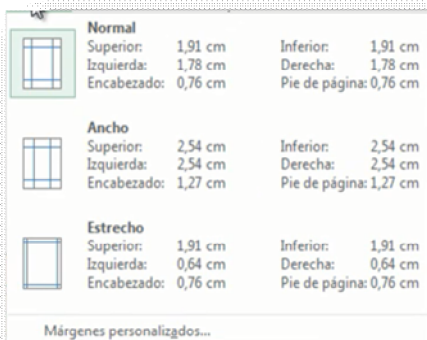 Normal
Superior: 1,91 cm Inferior: 1,91 cm
Izquierda: 1,78 cm Derecha: 1,78 cm
Encabezado: 0,76 cm Pie de página: 0,76 cm
Ancho
Superior: 2,54 cm Inferior: 2,54 cm
Izquierda: 2,54 cm Derecha: 2,54 cm
Encabezado: 1,27 cm Pie de página: 1,27 cm
Estrecho
Superior: 1,91 cm Inferior: 1,91 cm
Izquierda: 0,64 cm Derecha: 0,64 cm
Encabezado: 0,76 cm Pie de página: 0,76 cm
Márgenes personalizados...